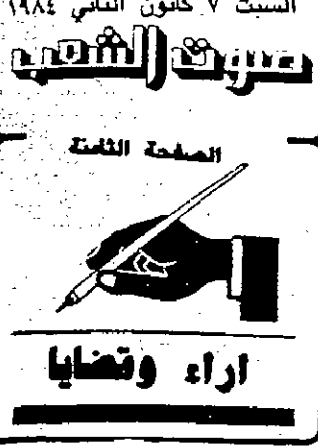 السبت ٧ كانون الثاني ١٩٨٤
صوت الشعب
الصفحة الثامنة
اراء وقضايا